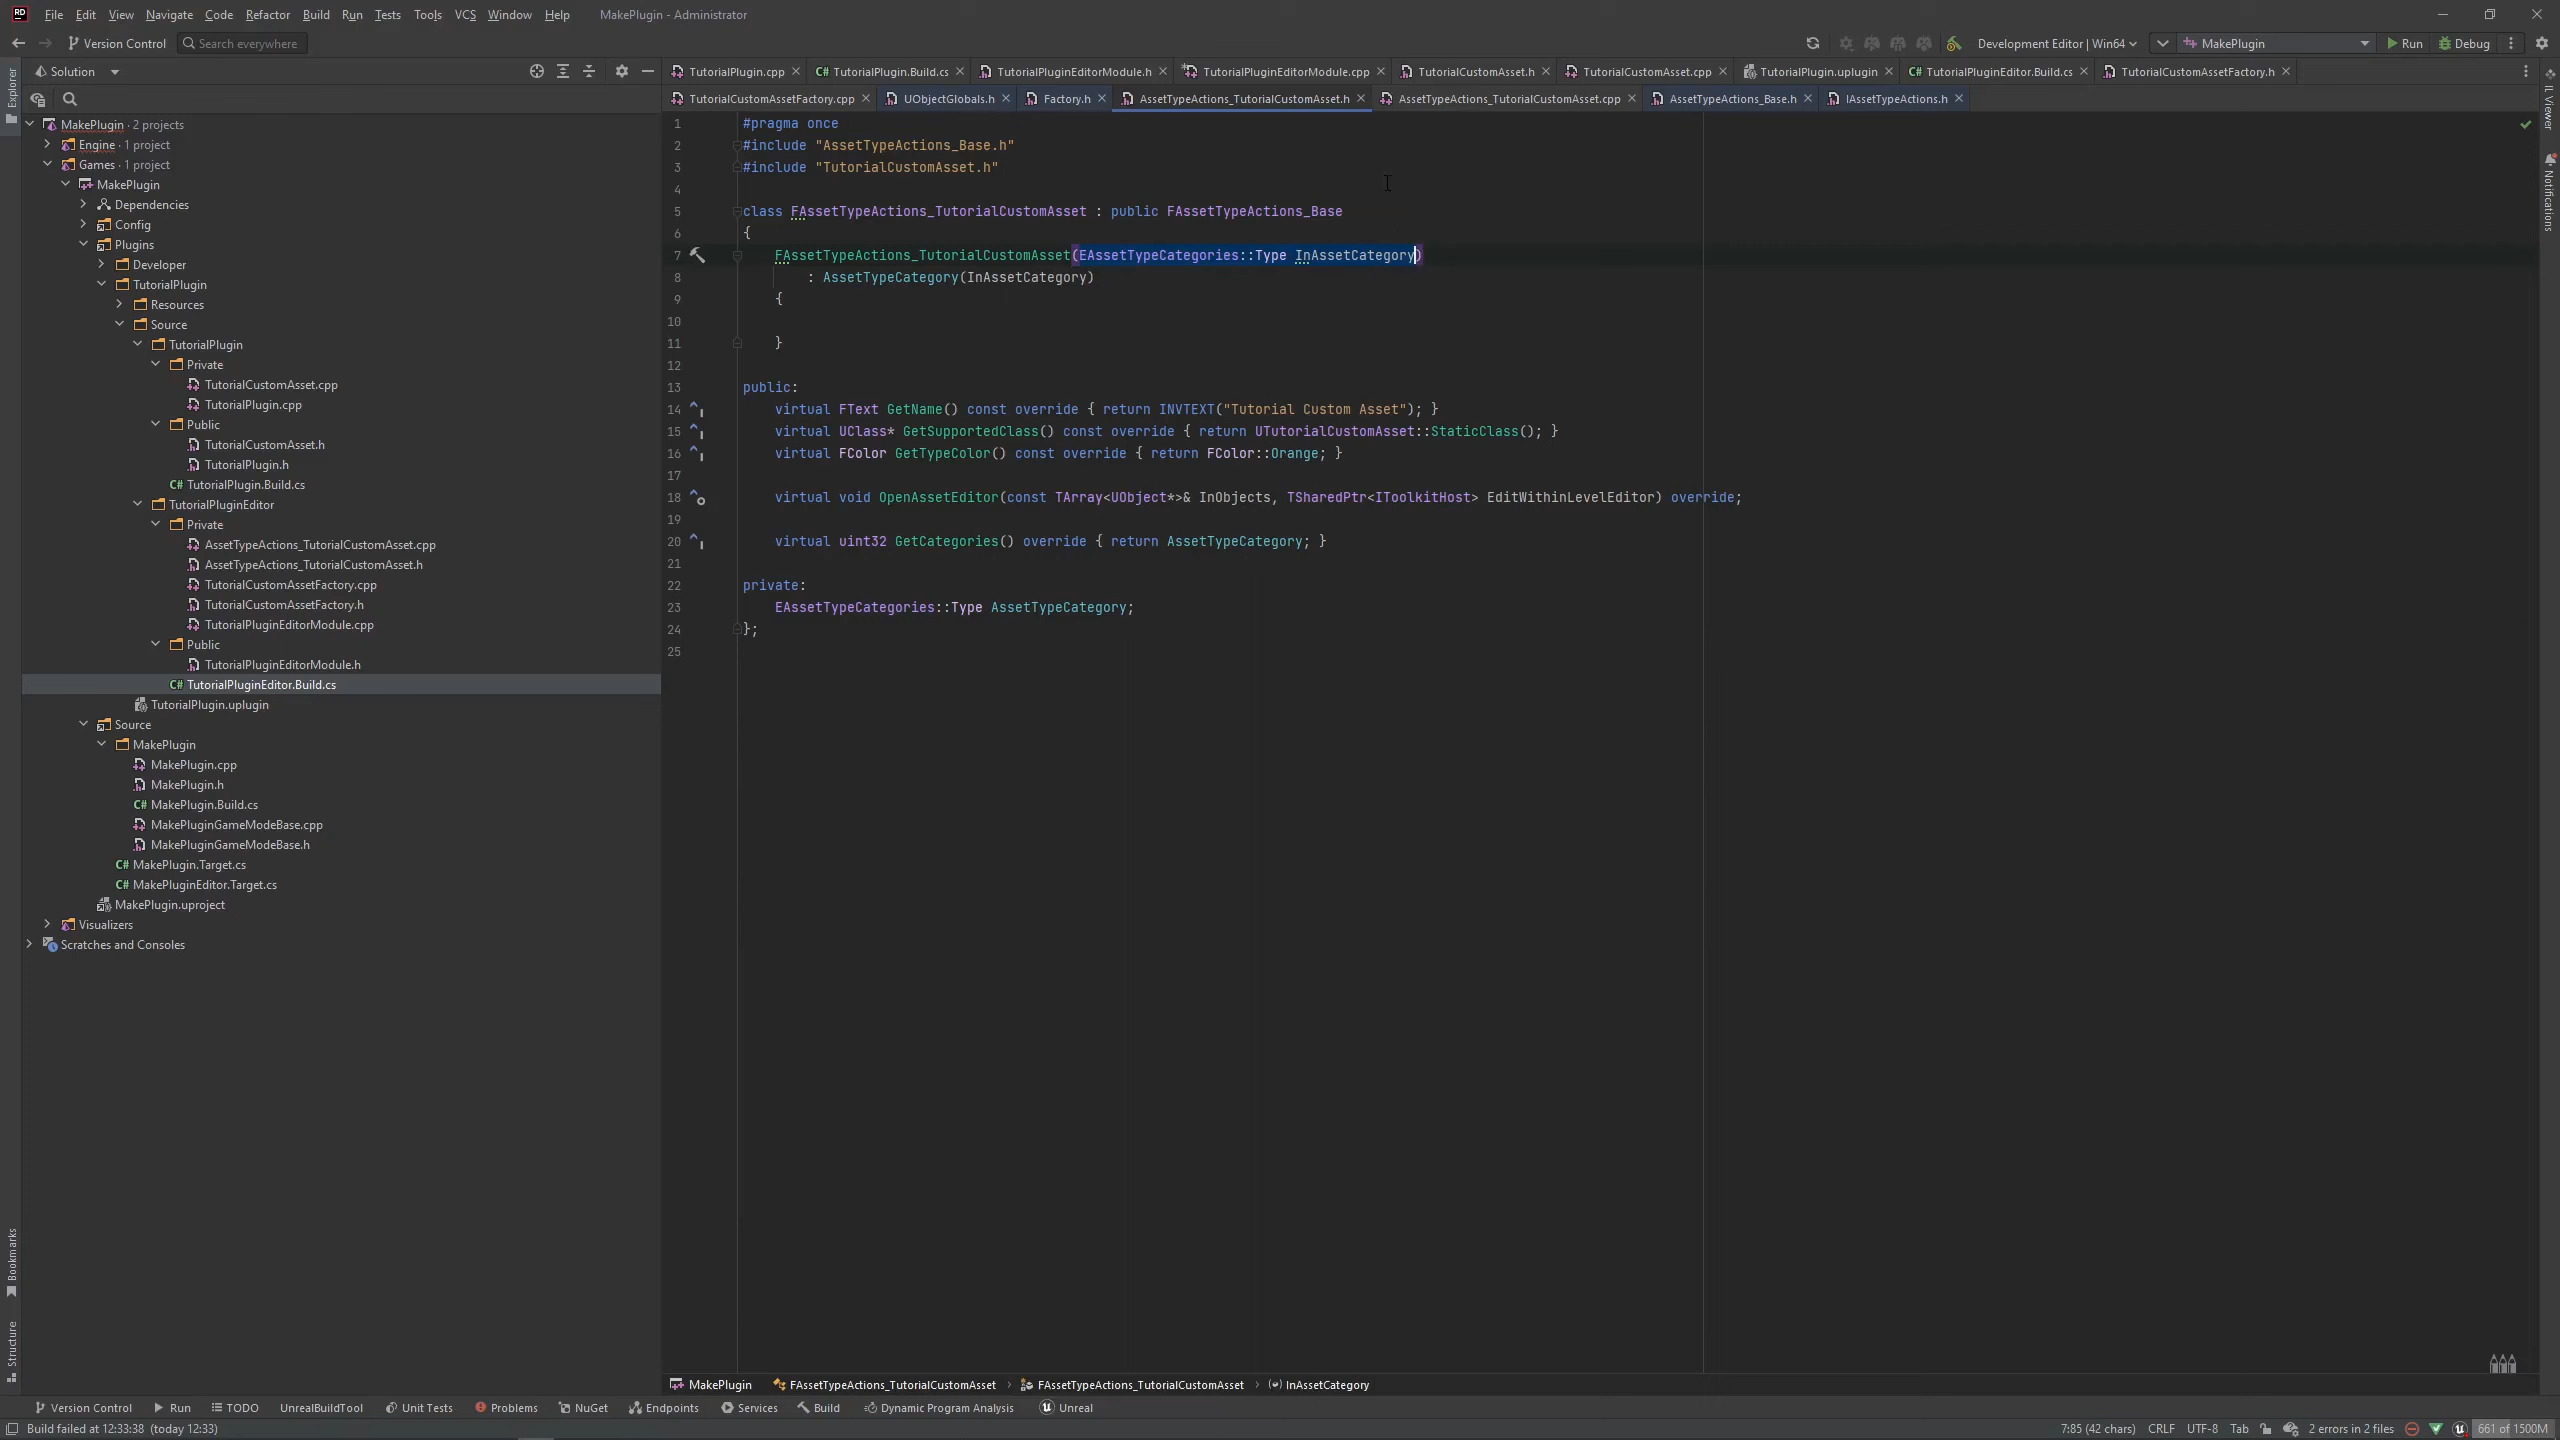 File Edit View Navigate Code Refactor Build Run Tests Tools VCS Window Help MakePlugin - Administrator
Version Control Search everywhere Development Editor | Win64 MakePlugin Run Debug
Solution
TutorialPlugin.cpp TutorialPlugin.Build.cs TutorialPluginEditorModule.h TutorialPluginEditorModule.cpp TutorialCustomAsset.h TutorialCustomAsset.cpp TutorialPlugin.uplugin TutorialPluginEditor.Build.cs TutorialCustomAssetFactory.h
TutorialCustomAssetFactory.cpp UObjectGlobals.h Factory.h AssetTypeActions_TutorialCustomAsset.h AssetTypeActions_TutorialCustomAsset.cpp AssetTypeActions_Base.h IAssetTypeActions.h
Explorer
MakePlugin · 2 projects
Engine · 1 project
Games · 1 project
MakePlugin
Dependencies
Config
Plugins
Developer
TutorialPlugin
Resources
Source
TutorialPlugin
Private
TutorialCustomAsset.cpp
TutorialPlugin.cpp
Public
TutorialCustomAsset.h
TutorialPlugin.h
C# TutorialPlugin.Build.cs
TutorialPluginEditor
Private
AssetTypeActions_TutorialCustomAsset.cpp
AssetTypeActions_TutorialCustomAsset.h
TutorialCustomAssetFactory.cpp
TutorialCustomAssetFactory.h
TutorialPluginEditorModule.cpp
Public
TutorialPluginEditorModule.h
C# TutorialPluginEditor.Build.cs
TutorialPlugin.uplugin
Source
MakePlugin
MakePlugin.cpp
MakePlugin.h
C# MakePlugin.Build.cs
MakePluginGameModeBase.cpp
MakePluginGameModeBase.h
C# MakePlugin.Target.cs
C# MakePluginEditor.Target.cs
MakePlugin.uproject
Visualizers
Scratches and Consoles
Bookmarks
Structure
1 #pragma once
2 #include "AssetTypeActions_Base.h"
3 #include "TutorialCustomAsset.h"
4
5 class FAssetTypeActions_TutorialCustomAsset : public FAssetTypeActions_Base
6 {
7 FAssetTypeActions_TutorialCustomAsset(EAssetTypeCategories::Type InAssetCategory)
8 : AssetTypeCategory(InAssetCategory)
9 {
10
11 }
12
13 public:
14 virtual FText GetName() const override { return INVTEXT("Tutorial Custom Asset"); }
15 virtual UClass* GetSupportedClass() const override { return UTutorialCustomAsset::StaticClass(); }
16 virtual FColor GetTypeColor() const override { return FColor::Orange; }
17
18 virtual void OpenAssetEditor(const TArray<UObject*>& InObjects, TSharedPtr<IToolkitHost> EditWithinLevelEditor) override;
19
20 virtual uint32 GetCategories() override { return AssetTypeCategory; }
21
22 private:
23 EAssetTypeCategories::Type AssetTypeCategory;
24 };
25
IL Viewer
Notifications
MakePlugin FAssetTypeActions_TutorialCustomAsset FAssetTypeActions_TutorialCustomAsset InAssetCategory
Version Control Run TODO UnrealBuildTool Unit Tests Problems NuGet Endpoints Services Build Dynamic Program Analysis Unreal
Build failed at 12:33:38 (today 12:33) 7:85 (42 chars) CRLF UTF-8 Tab 2 errors in 2 files 661 of 1500M